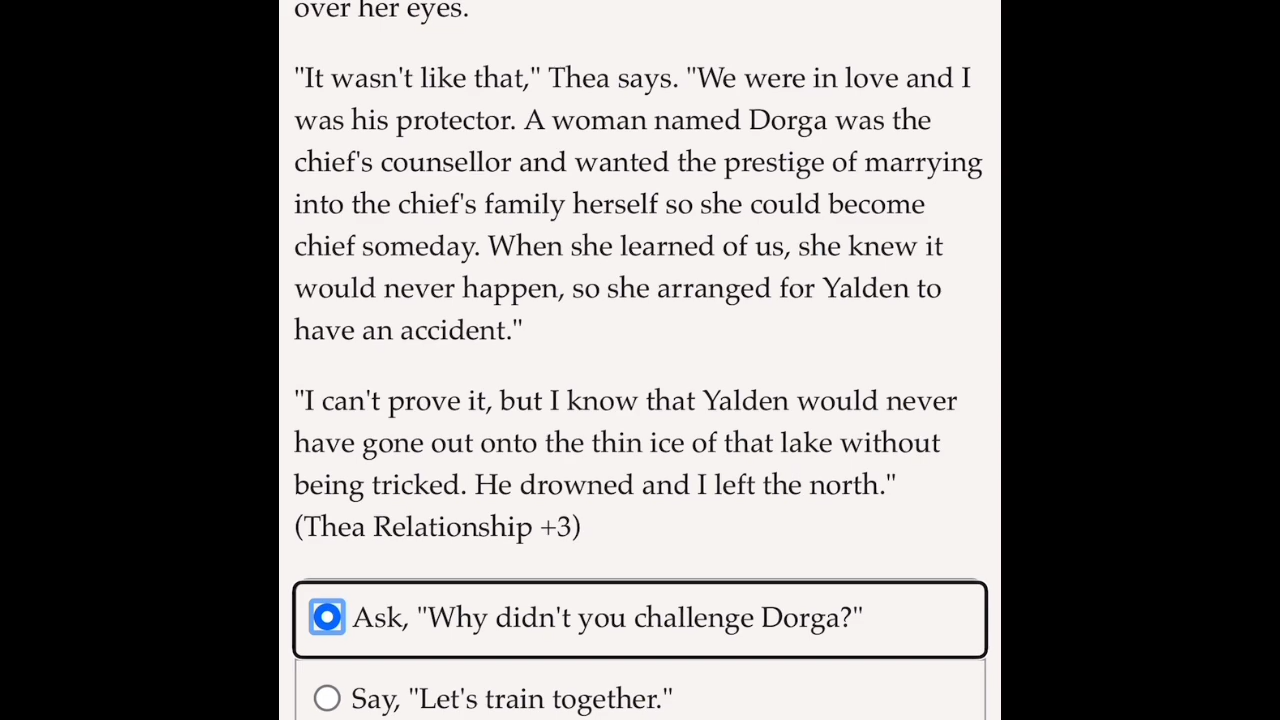 over her eyes.
"It wasn't like that," Thea says. "We were in love and I
was his protector. A woman named Dorga was the
chief's counsellor and wanted the prestige of marrying
into the chief's family herself so she could become
chief someday. When she learned of us, she knew it
would never happen, so she arranged for Yalden to
have an accident."
"I can't prove it, but I know that Yalden would never
have gone out onto the thin ice of that lake without
being tricked. He drowned and I left the north."
(Thea Relationship +3)
Ask, "Why didn't you challenge Dorga?"
Say, "Let's train together."